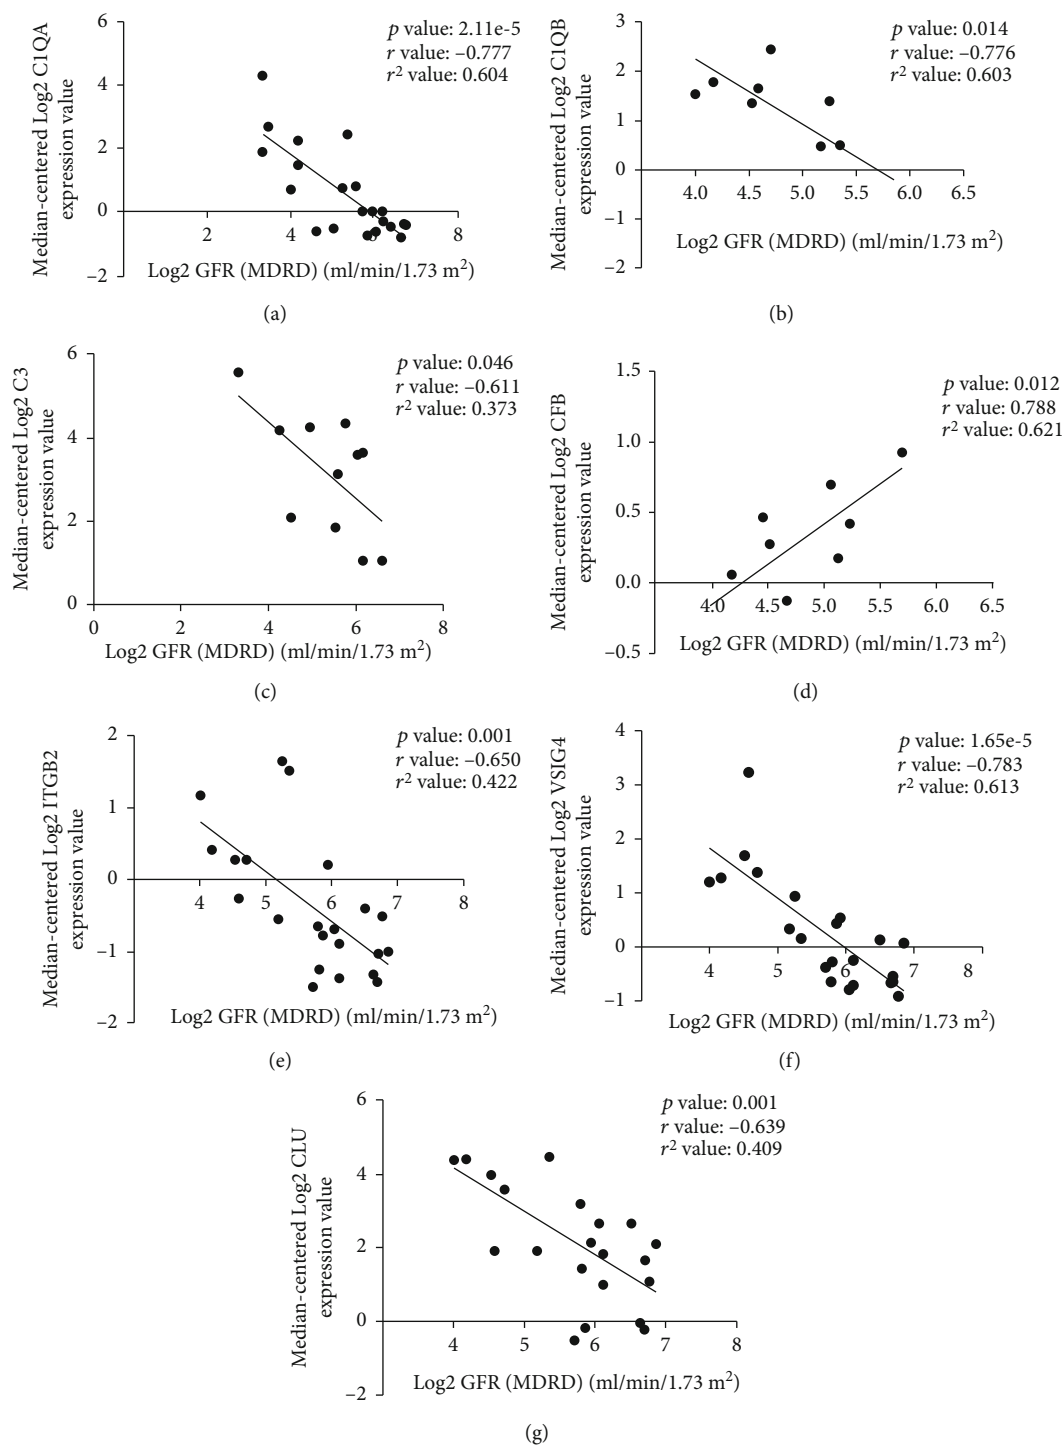 Median-centered Log2 C1QA
expression value
6
4
2
0
−2
2
4
6
8
p value: 2.11e-5
r value: −0.777
r² value: 0.604
Log2 GFR (MDRD) (ml/min/1.73 m²)
(a)
Median-centered Log2 C1QB
expression value
3
2
1
0
−1
−2
4.0
4.5
5.0
5.5
6.0
6.5
p value: 0.014
r value: −0.776
r² value: 0.603
Log2 GFR (MDRD) (ml/min/1.73 m²)
(b)
Median-centered Log2 C3
expression value
6
4
2
0
0
2
4
6
8
p value: 0.046
r value: −0.611
r² value: 0.373
Log2 GFR (MDRD) (ml/min/1.73 m²)
(c)
Median-centered Log2 CFB
expression value
1.5
1.0
0.5
0.0
−0.5
4.0
4.5
5.0
5.5
6.0
6.5
p value: 0.012
r value: 0.788
r² value: 0.621
Log2 GFR (MDRD) (ml/min/1.73 m²)
(d)
Median-centered Log2 ITGB2
expression value
2
1
0
−1
−2
4
5
6
7
8
p value: 0.001
r value: −0.650
r² value: 0.422
Log2 GFR (MDRD) (ml/min/1.73 m²)
(e)
Median-centered Log2 VSIG4
expression value
4
3
2
1
0
−1
4
5
6
7
8
p value: 1.65e-5
r value: −0.783
r² value: 0.613
Log2 GFR (MDRD) (ml/min/1.73 m²)
(f)
Median-centered Log2 CLU
expression value
6
4
2
0
−2
4
5
6
7
8
p value: 0.001
r value: −0.639
r² value: 0.409
Log2 GFR (MDRD) (ml/min/1.73 m²)
(g)